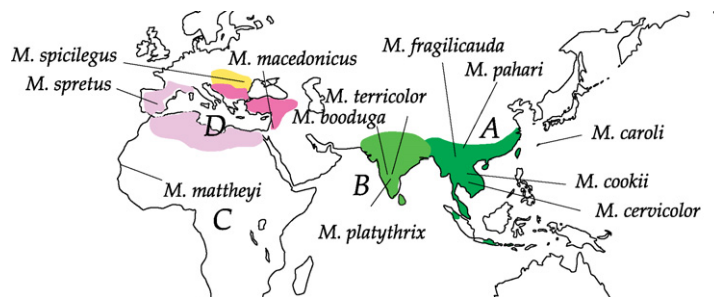 M. fragilicauda
M. spicilegus
M. macedonicus
M. pahari
M. spretus
M. terricolor
M. booduga
D
A
M. caroli
M. mattheyi
B
M. cookii
C
M. cervicolor
M. platythrix